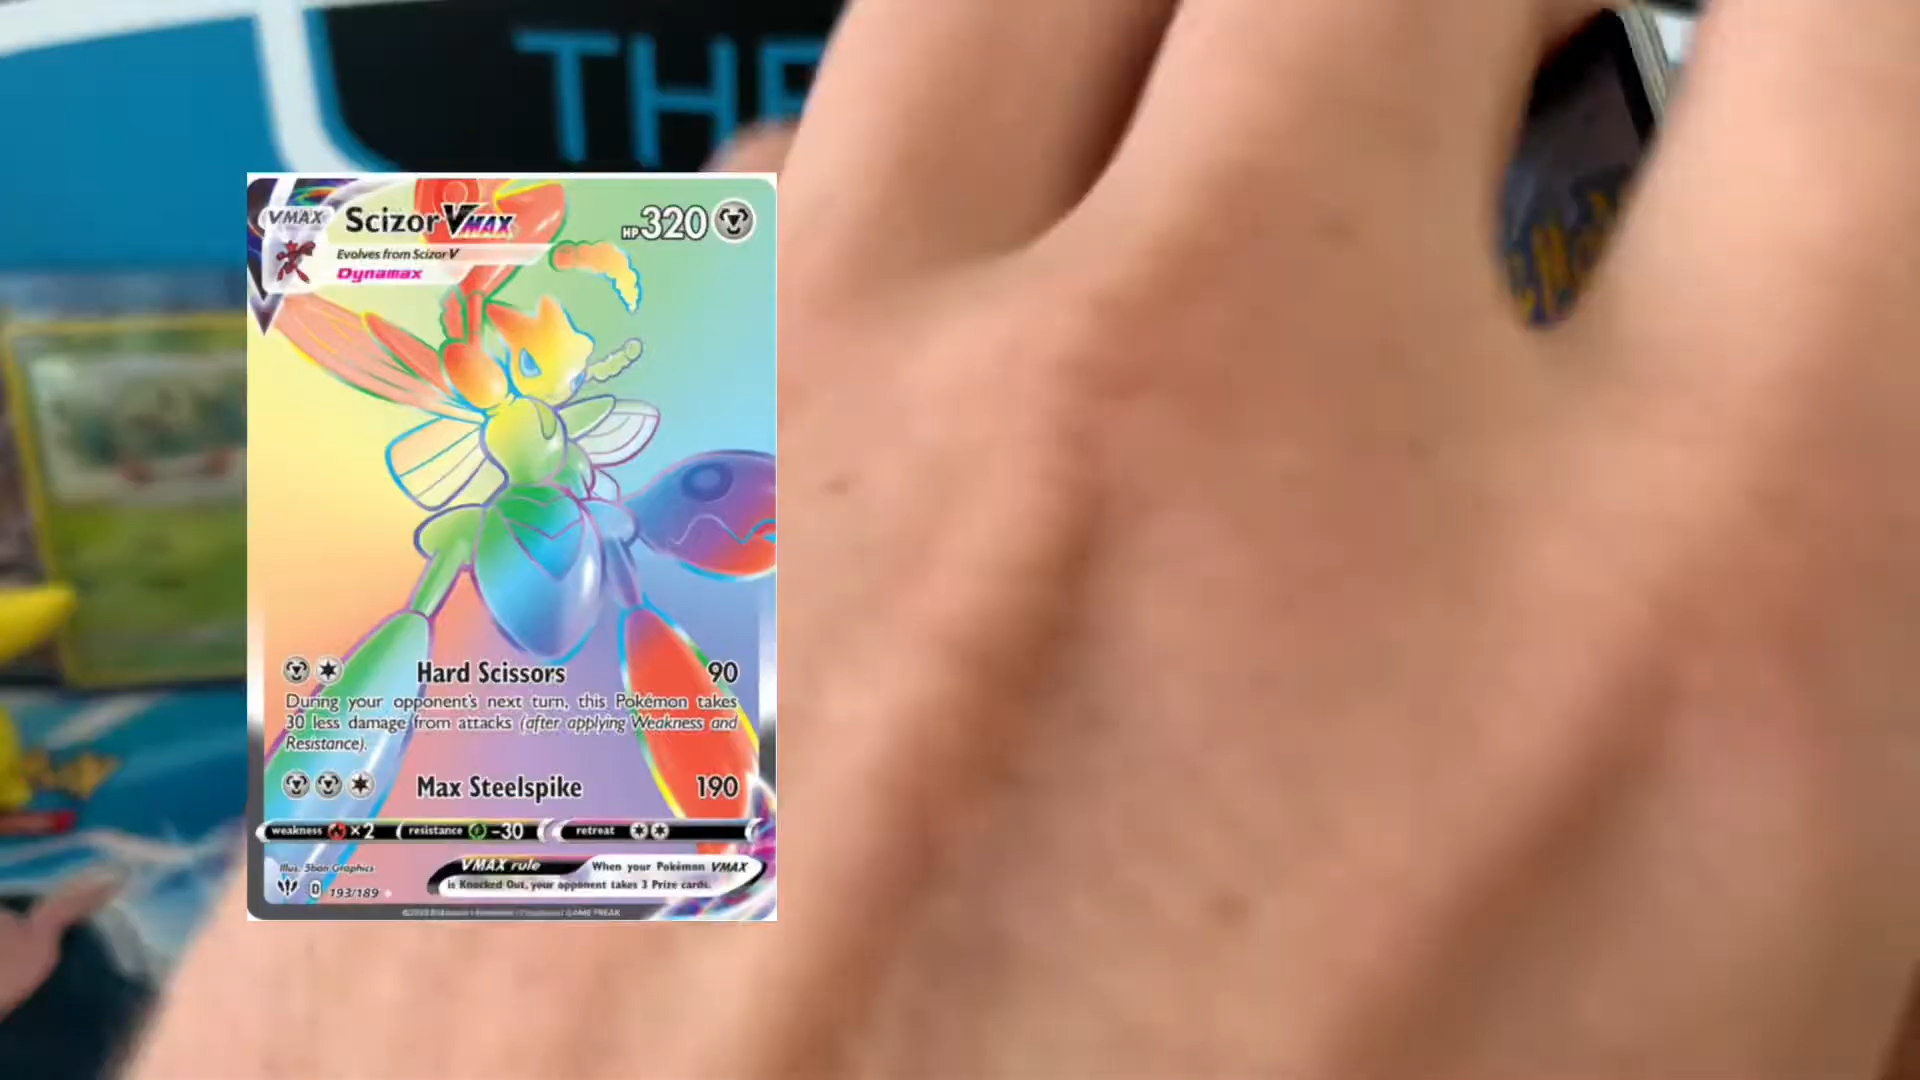 THE
VMAX
Scizor VMAX
HP 320
Evolves from Scizor V
Dynamax
Hard Scissors 90
During your opponent's next turn, this Pokémon takes
30 less damage from attacks (after applying Weakness and
Resistance).
Max Steelspike 190
weakness ×2 resistance -30 retreat
Illus. 5ban Graphics
VMAX rule When your Pokémon VMAX
is Knocked Out, your opponent takes 3 Prize cards.
D 193/189